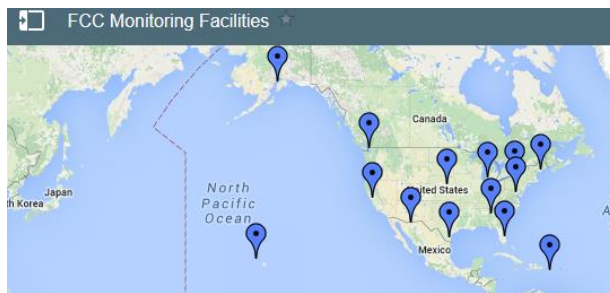 FCC Monitoring Facilities
Canada
North
Pacific
Ocean
Japan
th Korea
United States
Mexico
A